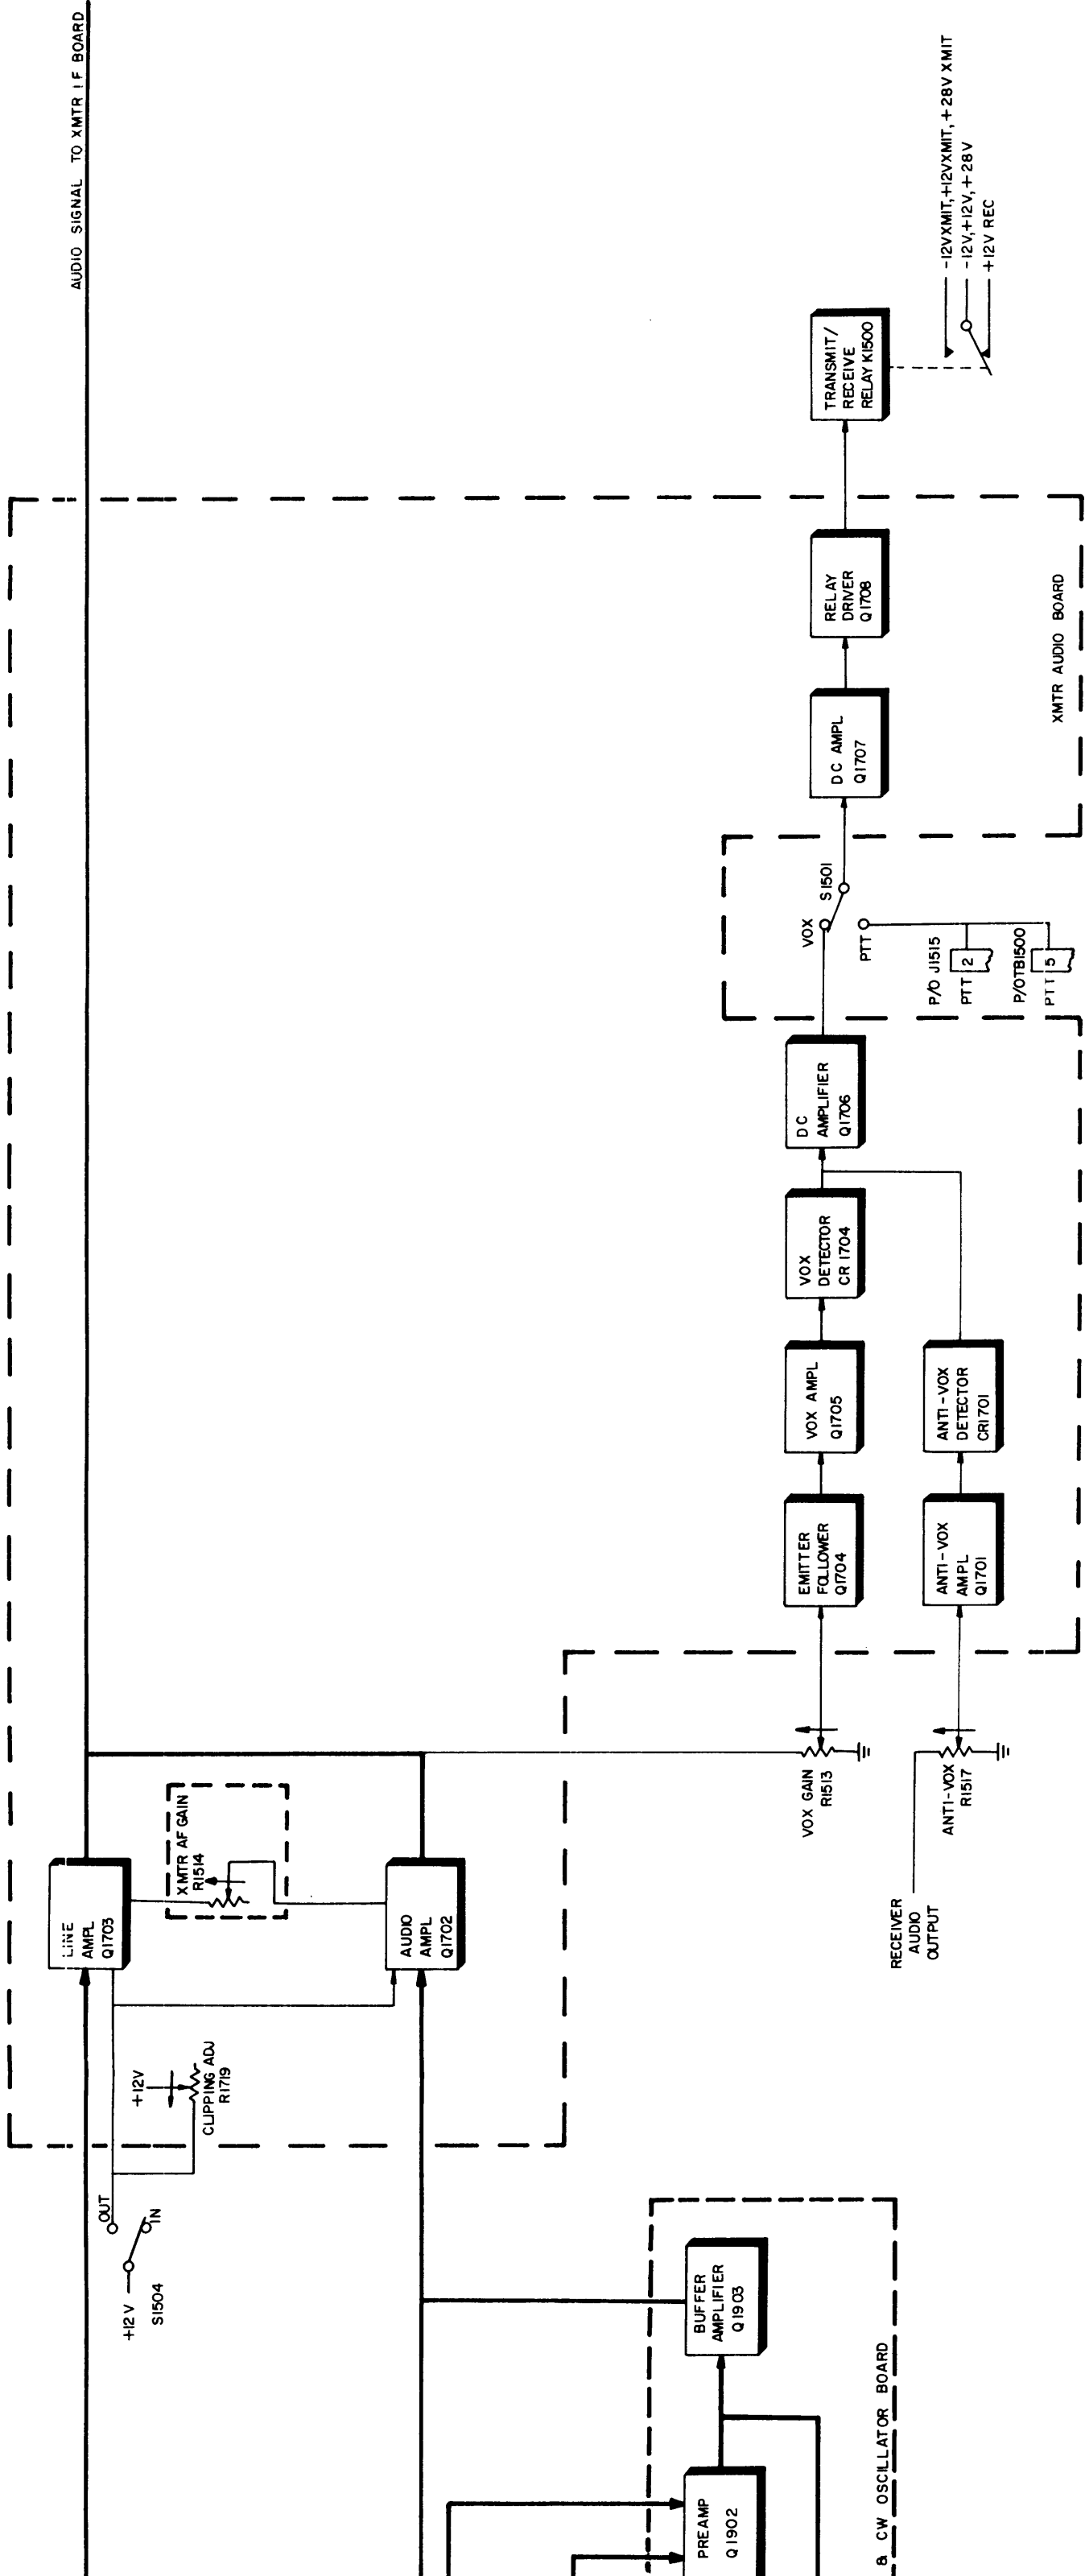 AUDIO SIGNAL TO XMTR IF BOARD
LINE
AMPL
Q1703
XMTR AF GAIN
R1514
AUDIO
AMPL
Q1702
+12V
CLIPPING ADJ
R1719
OUT
IN
+12V
S1504
BUFFER
AMPLIFIER
Q1903
PREAMP
Q1902
& CW OSCILLATOR BOARD
VOX GAIN
R1513
RECEIVER
AUDIO
OUTPUT
ANTI-VOX
R1517
EMITTER
FOLLOWER
Q1704
VOX AMPL
Q1705
VOX
DETECTOR
CR1704
DC
AMPLIFIER
Q1706
ANTI-VOX
AMPL
Q1701
ANTI-VOX
DETECTOR
CR1701
VOX
S1501
PTT
P/O J1515
PTT 2
P/O TB1500
PTT 5
DC AMPL
Q1707
RELAY
DRIVER
Q1708
XMTR AUDIO BOARD
TRANSMIT/
RECEIVE
RELAY K1500
-12VXMIT,+12VXMIT,+28V XMIT
-12V,+12V,+28V
+12V REC